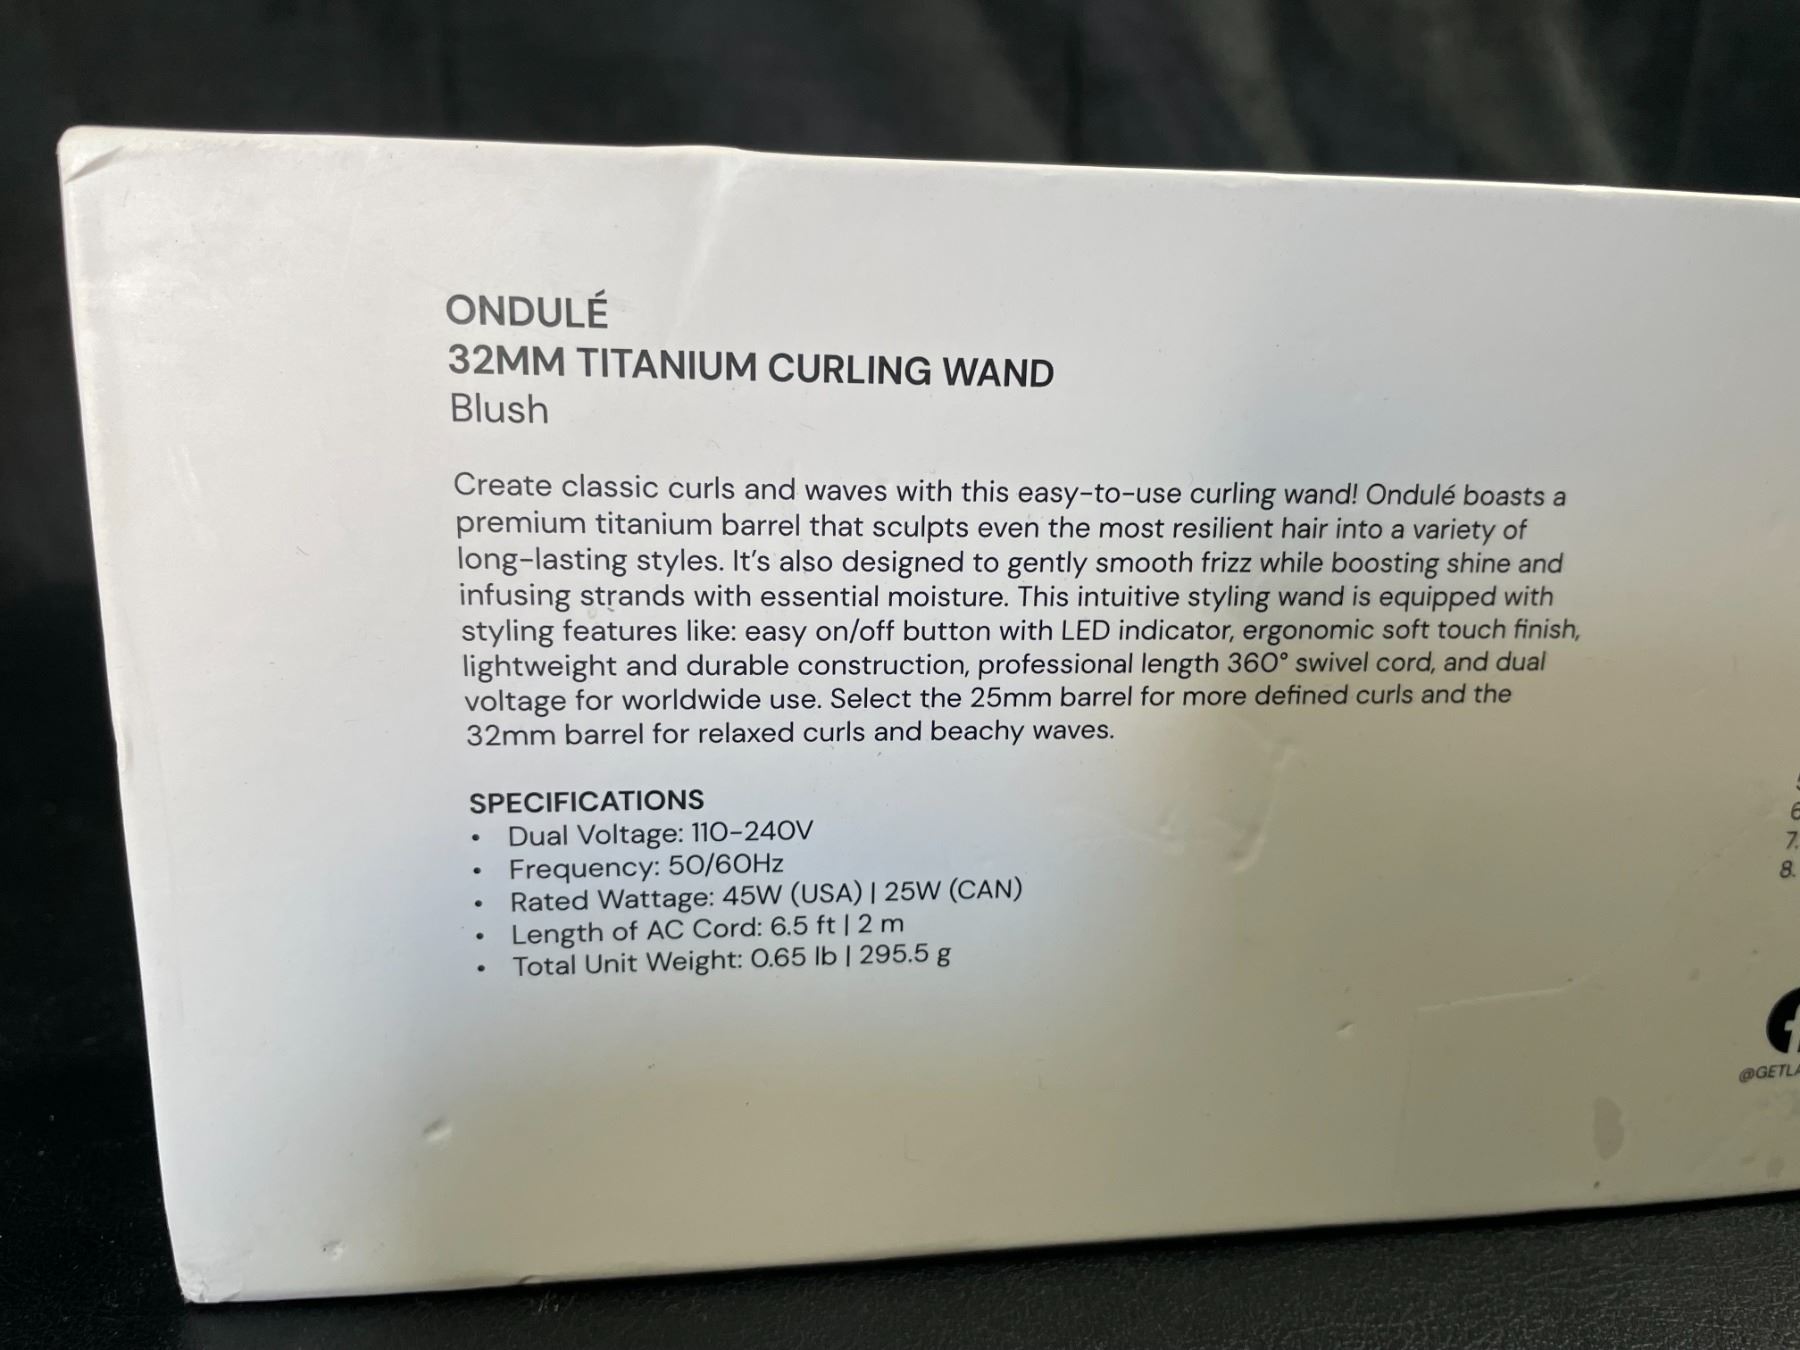 ONDULÉ
32MM TITANIUM CURLING WAND
Blush
Create classic curls and waves with this easy-to-use curling wand! Ondulé boasts a
premium titanium barrel that sculpts even the most resilient hair into a variety of
long-lasting styles. It's also designed to gently smooth frizz while boosting shine and
infusing strands with essential moisture. This intuitive styling wand is equipped with
styling features like: easy on/off button with LED indicator, ergonomic soft touch finish,
lightweight and durable construction, professional length 360° swivel cord, and dual
voltage for worldwide use. Select the 25mm barrel for more defined curls and the
32mm barrel for relaxed curls and beachy waves.
SPECIFICATIONS
• Dual Voltage: 110-240V
• Frequency: 50/60Hz
• Rated Wattage: 45W (USA) | 25W (CAN)
• Length of AC Cord: 6.5 ft | 2 m
• Total Unit Weight: 0.65 lb | 295.5 g
6
7.
8.
@GETLA